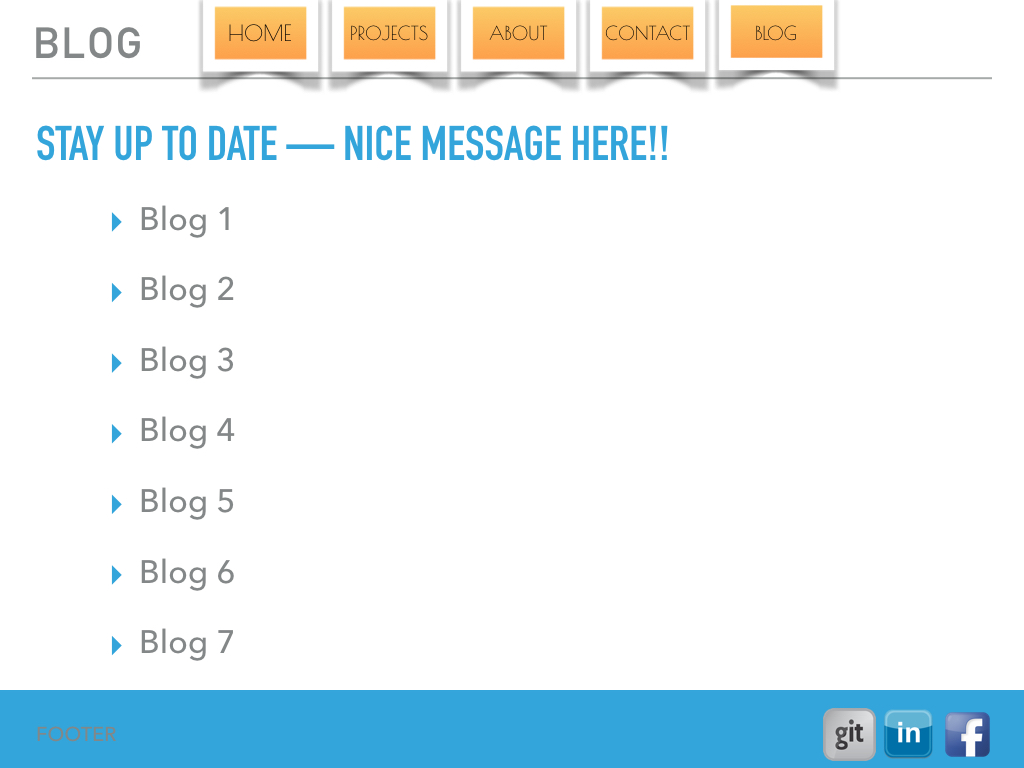 BLOG
HOME
PROJECTS
ABOUT
CONTACT
BLOG
STAY UP TO DATE — NICE MESSAGE HERE!!
Blog 1
Blog 2
Blog 3
Blog 4
Blog 5
Blog 6
Blog 7
FOOTER
git
in
f